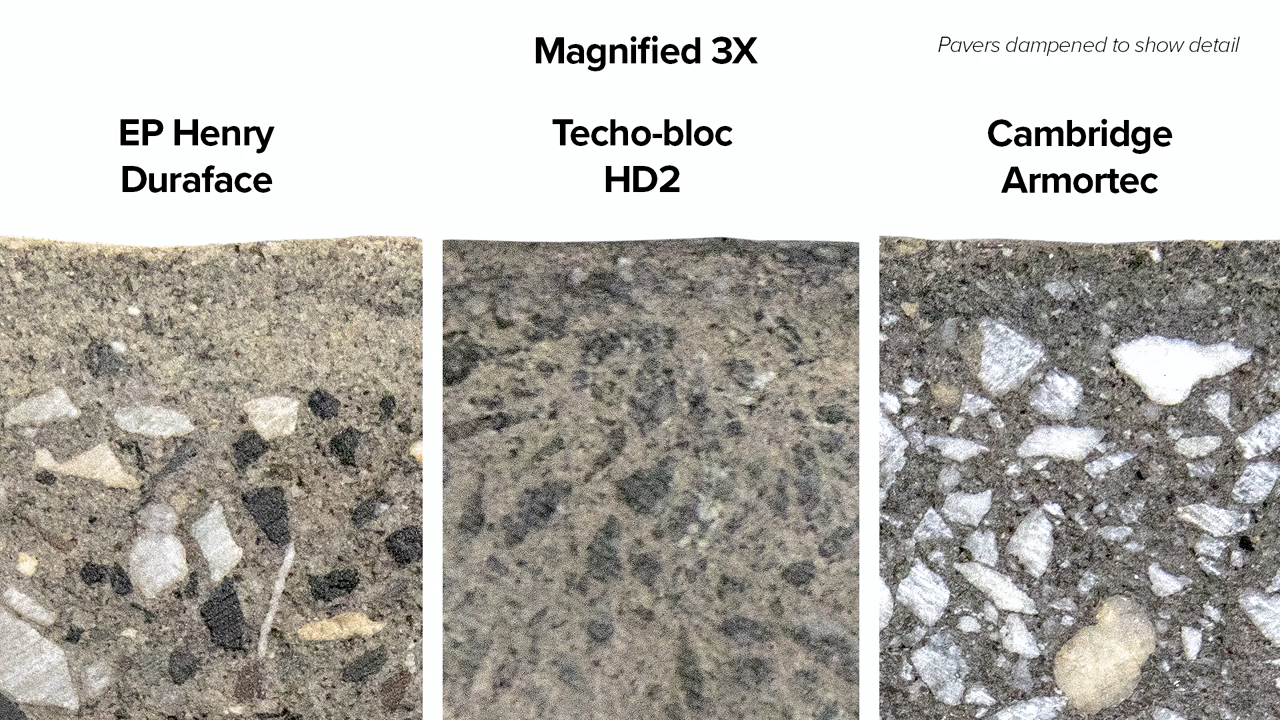 Magnified 3X
Pavers dampened to show detail
EP Henry
Duraface
Techo-bloc
HD2
Cambridge
Armortec